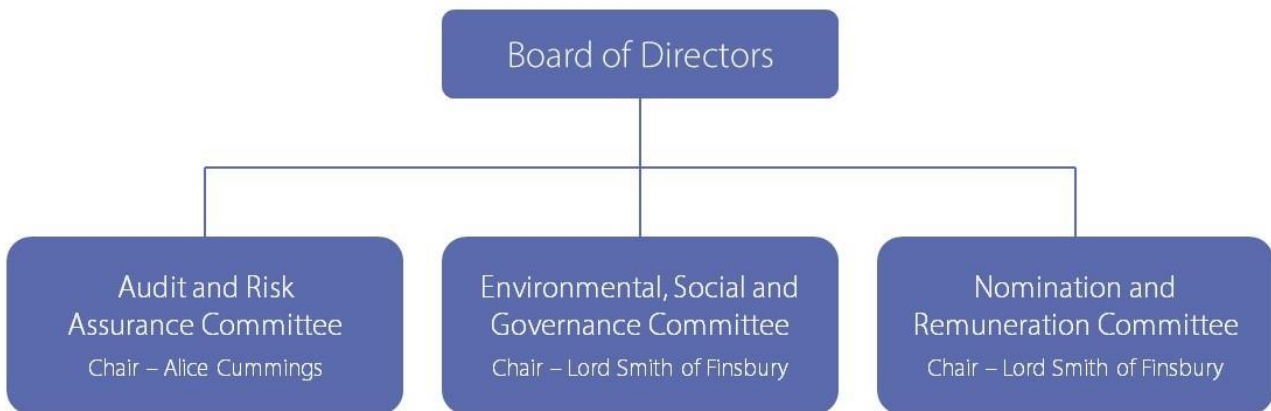 Board of Directors
Audit and Risk
Assurance Committee
Chair – Alice Cummings
Environmental, Social and
Governance Committee
Chair – Lord Smith of Finsbury
Nomination and
Remuneration Committee
Chair – Lord Smith of Finsbury